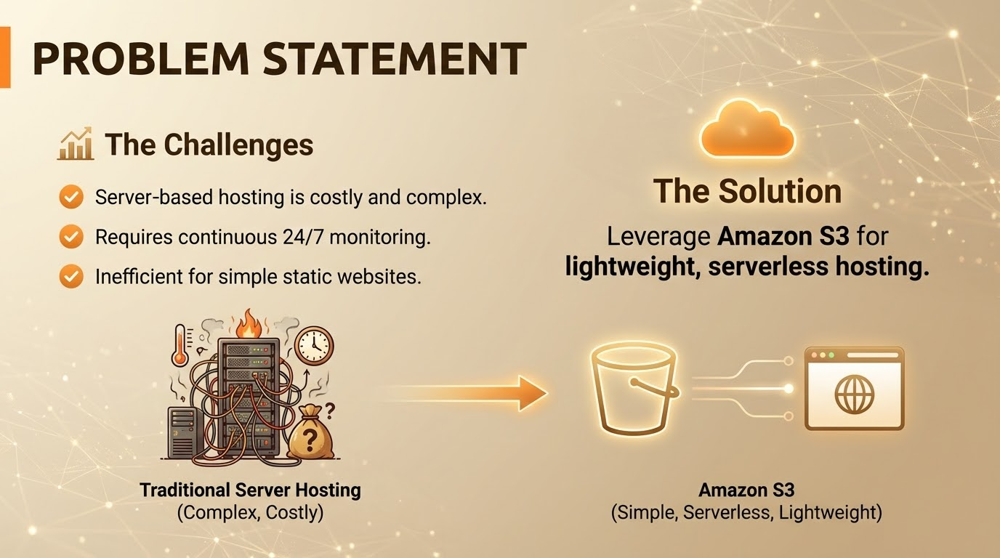 PROBLEM STATEMENT
The Challenges
Server-based hosting is costly and complex.
Requires continuous 24/7 monitoring.
Inefficient for simple static websites.
The Solution
Leverage Amazon S3 for
lightweight, serverless hosting.
?
?
Traditional Server Hosting
(Complex, Costly)
Amazon S3
(Simple, Serverless, Lightweight)